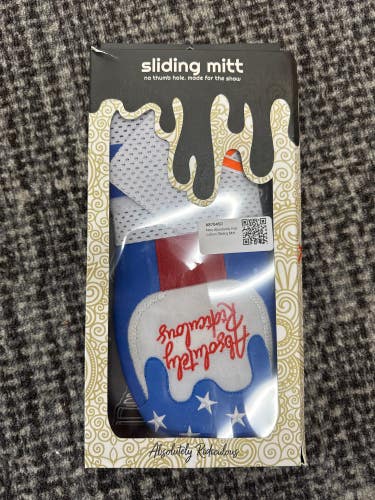 sliding mitt
no thumb hole. made for the show
Absolutely
Ridiculous
Absolutely Ridiculous